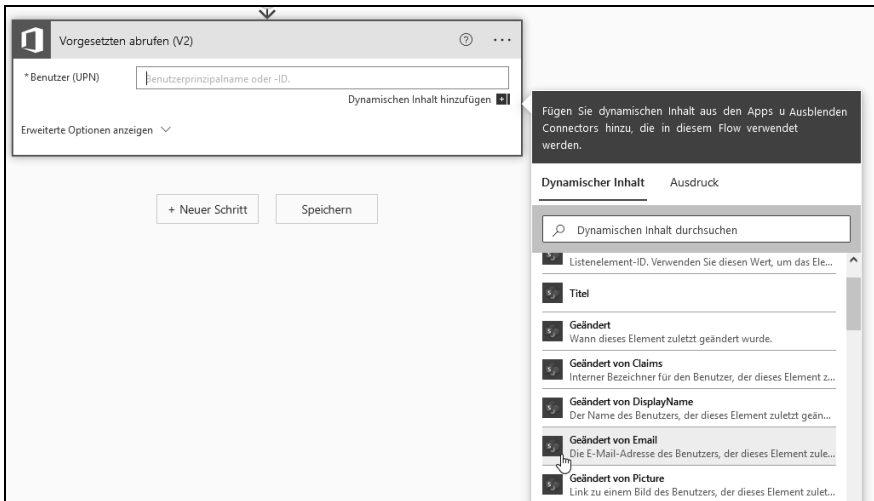 Vorgesetzten abrufen (V2)
* Benutzer (UPN)
Benutzerprinzipalname oder -ID.
Dynamischen Inhalt hinzufügen
Erweiterte Optionen anzeigen
+ Neuer Schritt
Speichern
Fügen Sie dynamischen Inhalt aus den Apps u Ausblenden
Connectors hinzu, die in diesem Flow verwendet
werden.
Dynamischer Inhalt
Ausdruck
Dynamischen Inhalt durchsuchen
Listenelement-ID. Verwenden Sie diesen Wert, um das Ele...
Titel
Geändert
Wann dieses Element zuletzt geändert wurde.
Geändert von Claims
Interner Bezeichner für den Benutzer, der dieses Element z...
Geändert von DisplayName
Der Name des Benutzers, der dieses Element zuletzt geän...
Geändert von Email
Die E-Mail-Adresse des Benutzers, der dieses Element zule...
Geändert von Picture
Link zu einem Bild des Benutzers, der dieses Element zulet...